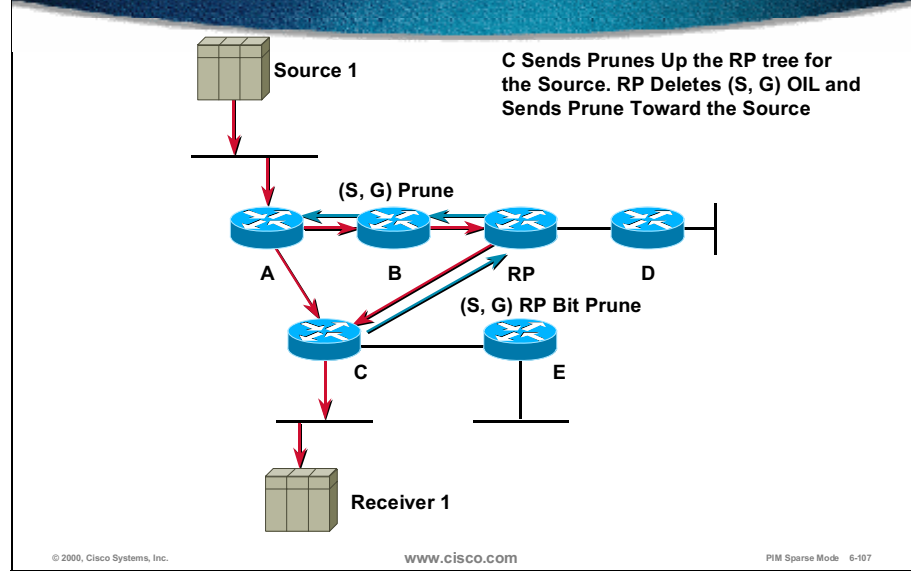 Source 1
C Sends Prunes Up the RP tree for
the Source. RP Deletes (S, G) OIL and
Sends Prune Toward the Source
(S, G) Prune
A
B
RP
D
(S, G) RP Bit Prune
C
E
Receiver 1
© 2000, Cisco Systems, Inc.
www.cisco.com
PIM Sparse Mode 6-107